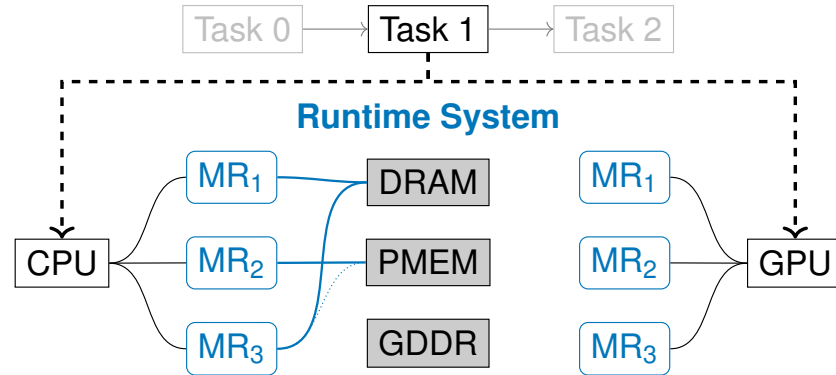 Task 0 Task 1 Task 2
Runtime System
MR1 DRAM MR1
CPU MR2 PMEM MR2 GPU
MR3 GDDR MR3